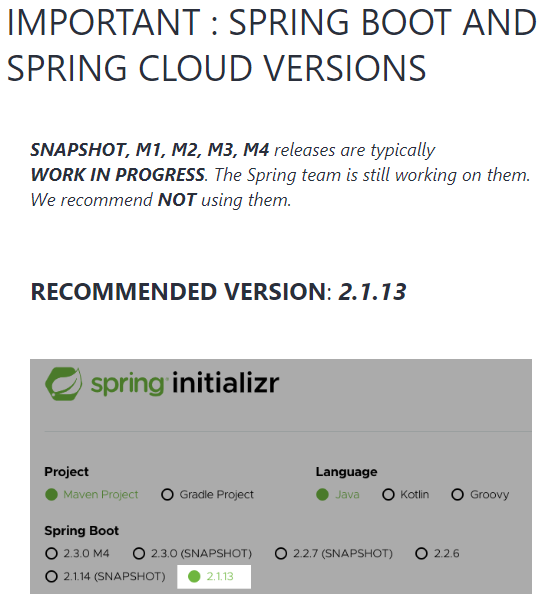 IMPORTANT : SPRING BOOT AND
SPRING CLOUD VERSIONS
SNAPSHOT, M1, M2, M3, M4 releases are typically
WORK IN PROGRESS. The Spring team is still working on them.
We recommend NOT using them.
RECOMMENDED VERSION: 2.1.13
spring initializr
Project
Maven Project Gradle Project
Language
Java Kotlin Groovy
Spring Boot
2.3.0 M4 2.3.0 (SNAPSHOT) 2.2.7 (SNAPSHOT) 2.2.6
2.1.14 (SNAPSHOT) 2.1.13